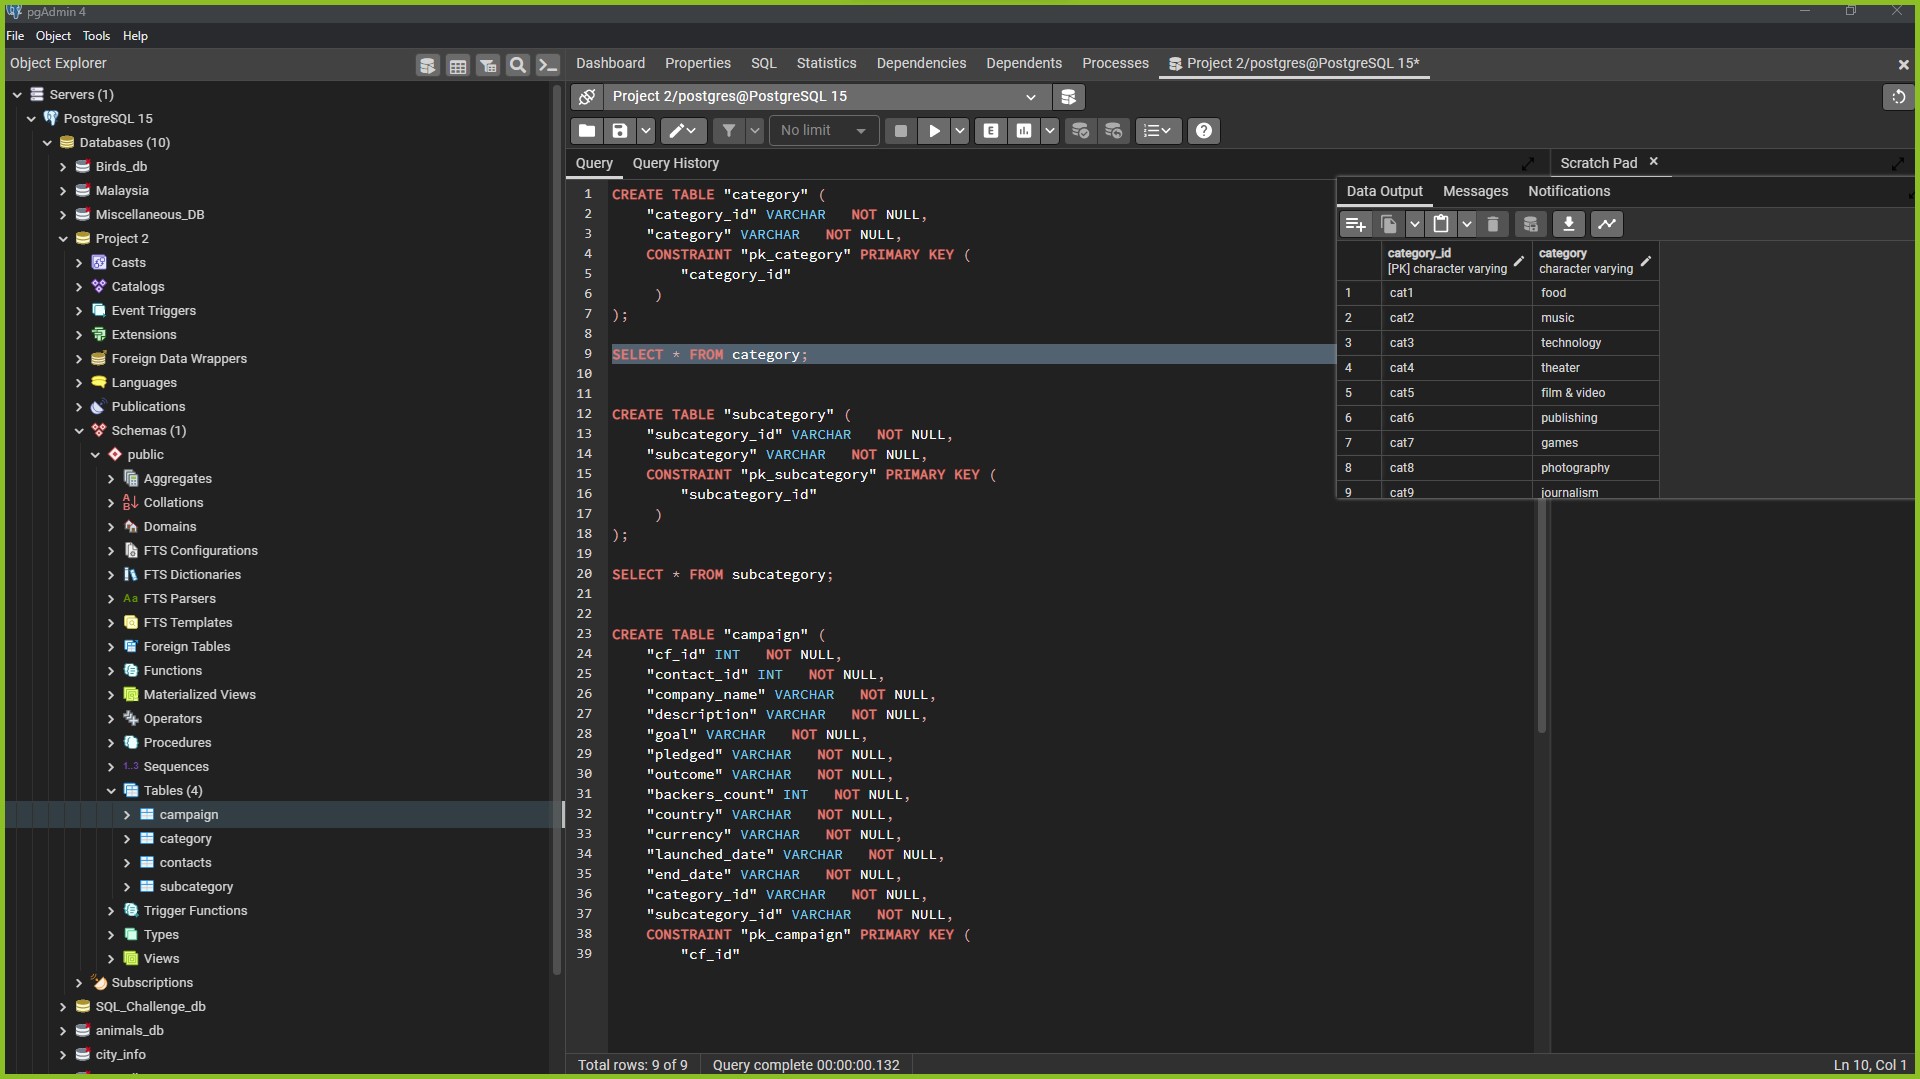 pgAdmin 4
File Object Tools Help
Object Explorer
Dashboard Properties SQL Statistics Dependencies Dependents Processes Project 2/postgres@PostgreSQL 15*
Project 2/postgres@PostgreSQL 15
No limit
Query Query History
Scratch Pad
Servers (1)
PostgreSQL 15
Databases (10)
Birds_db
Malaysia
Miscellaneous_DB
Project 2
Casts
Catalogs
Event Triggers
Extensions
Foreign Data Wrappers
Languages
Publications
Schemas (1)
public
Aggregates
Collations
Domains
FTS Configurations
FTS Dictionaries
Aa FTS Parsers
FTS Templates
Foreign Tables
Functions
Materialized Views
Operators
Procedures
1..3 Sequences
Tables (4)
campaign
category
contacts
subcategory
Trigger Functions
Types
Views
Subscriptions
SQL_Challenge_db
animals_db
city_info
1 CREATE TABLE "category" (
2 "category_id" VARCHAR NOT NULL,
3 "category" VARCHAR NOT NULL,
4 CONSTRAINT "pk_category" PRIMARY KEY (
5 "category_id"
6 )
7 );
8
9 SELECT * FROM category;
10
11
12 CREATE TABLE "subcategory" (
13 "subcategory_id" VARCHAR NOT NULL,
14 "subcategory" VARCHAR NOT NULL,
15 CONSTRAINT "pk_subcategory" PRIMARY KEY (
16 "subcategory_id"
17 )
18 );
19
20 SELECT * FROM subcategory;
21
22
23 CREATE TABLE "campaign" (
24 "cf_id" INT NOT NULL,
25 "contact_id" INT NOT NULL,
26 "company_name" VARCHAR NOT NULL,
27 "description" VARCHAR NOT NULL,
28 "goal" VARCHAR NOT NULL,
29 "pledged" VARCHAR NOT NULL,
30 "outcome" VARCHAR NOT NULL,
31 "backers_count" INT NOT NULL,
32 "country" VARCHAR NOT NULL,
33 "currency" VARCHAR NOT NULL,
34 "launched_date" VARCHAR NOT NULL,
35 "end_date" VARCHAR NOT NULL,
36 "category_id" VARCHAR NOT NULL,
37 "subcategory_id" VARCHAR NOT NULL,
38 CONSTRAINT "pk_campaign" PRIMARY KEY (
39 "cf_id"
Data Output Messages Notifications
category_id category
[PK] character varying character varying
1 cat1 food
2 cat2 music
3 cat3 technology
4 cat4 theater
5 cat5 film & video
6 cat6 publishing
7 cat7 games
8 cat8 photography
9 cat9 journalism
Total rows: 9 of 9 Query complete 00:00:00.132 Ln 10, Col 1